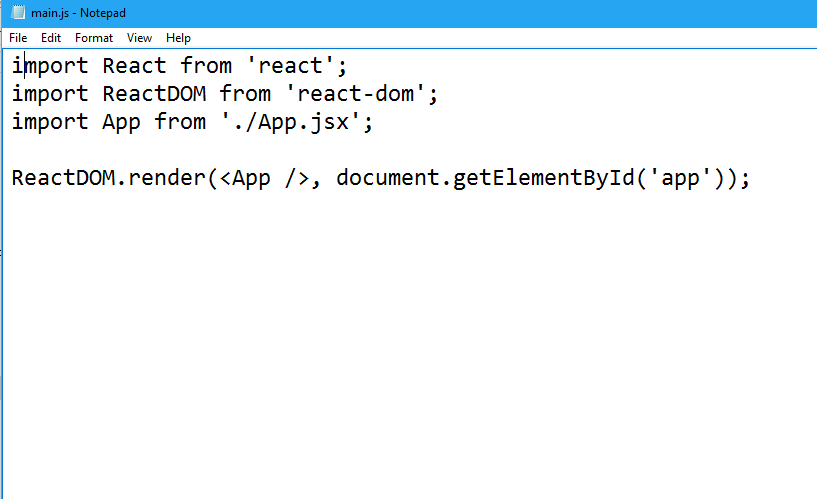 main.js - Notepad
File Edit Format View Help
import React from 'react';
import ReactDOM from 'react-dom';
import App from './App.jsx';
ReactDOM.render(<App />, document.getElementById('app'));